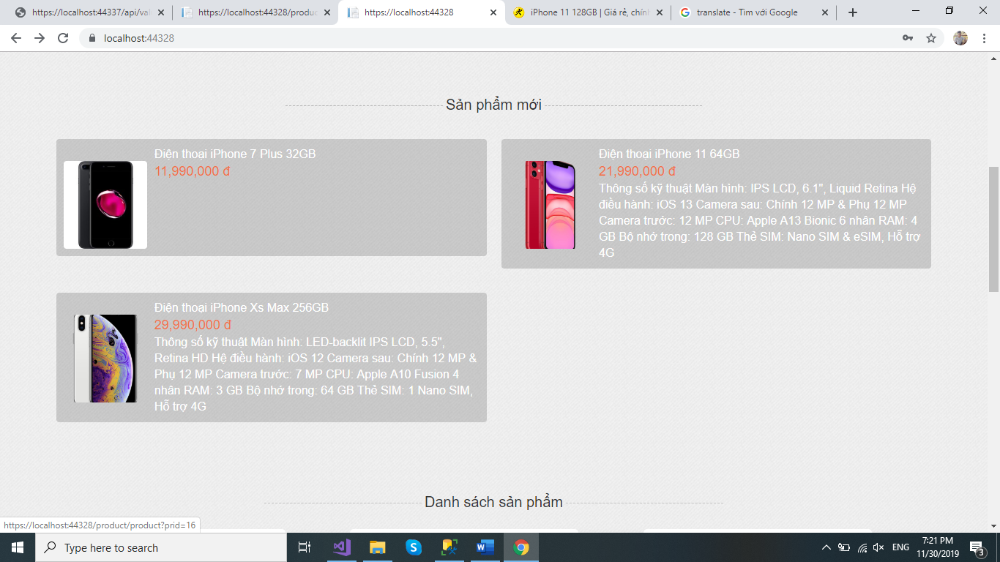 https://localhost:44337/api/val
https://localhost:44328/produc
https://localhost:44328
iPhone 11 128GB | Giá rẻ, chính
translate - Tìm với Google
localhost:44328
Sản phẩm mới
Điện thoại iPhone 7 Plus 32GB
11,990,000 đ
Điện thoại iPhone 11 64GB
21,990,000 đ
Thông số kỹ thuật Màn hình: IPS LCD, 6.1", Liquid Retina Hệ
điều hành: iOS 13 Camera sau: Chính 12 MP & Phụ 12 MP
Camera trước: 12 MP CPU: Apple A13 Bionic 6 nhân RAM: 4
GB Bộ nhớ trong: 128 GB Thẻ SIM: Nano SIM & eSIM, Hỗ trợ
4G
Điện thoại iPhone Xs Max 256GB
29,990,000 đ
Thông số kỹ thuật Màn hình: LED-backlit IPS LCD, 5.5",
Retina HD Hệ điều hành: iOS 12 Camera sau: Chính 12 MP &
Phụ 12 MP Camera trước: 7 MP CPU: Apple A10 Fusion 4
nhân RAM: 3 GB Bộ nhớ trong: 64 GB Thẻ SIM: 1 Nano SIM,
Hỗ trợ 4G
Danh sách sản phẩm
https://localhost:44328/product/product?prid=16
Type here to search
ENG
7:21 PM
11/30/2019
3